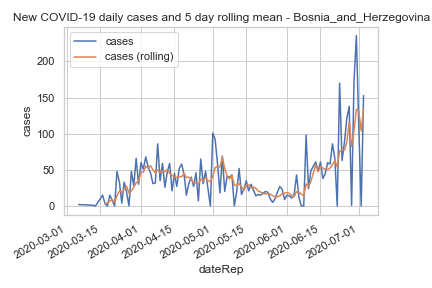 New COVID-19 daily cases and 5 day rolling mean - Bosnia_and_Herzegovina
cases
cases (rolling)
cases
200
150
100
50
0
2020-03-01
2020-03-15
2020-04-01
2020-04-15
2020-05-01
2020-05-15
2020-06-01
2020-06-15
2020-07-01
dateRep